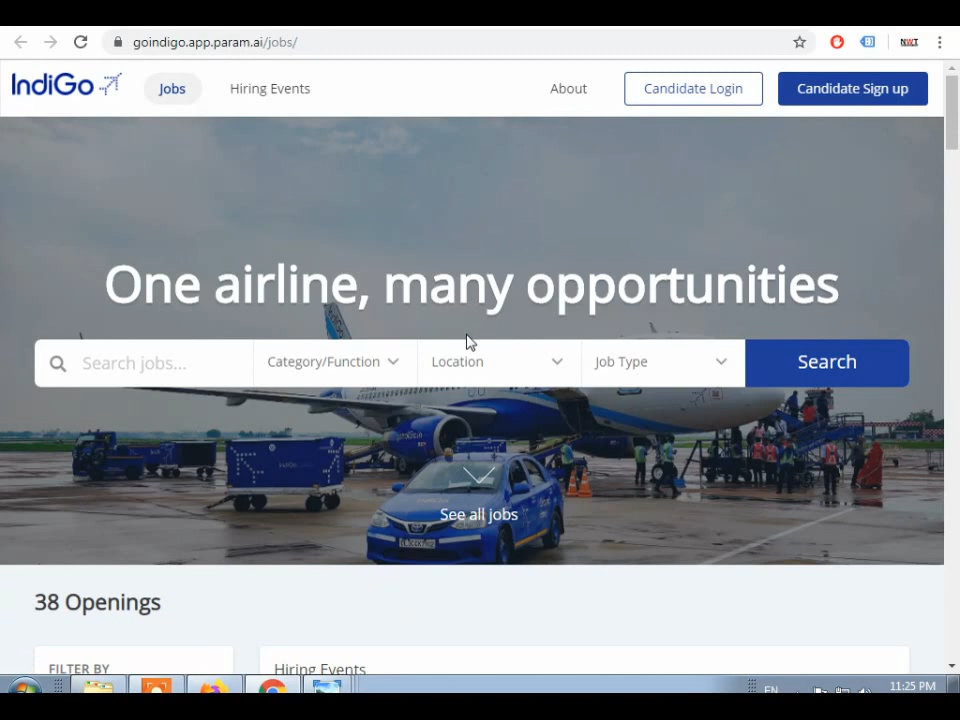 goindigo.app.param.ai/jobs/
NWT
IndiGo
Jobs
Hiring Events
About
Candidate Login
Candidate Sign up
One airline, many opportunities
Search jobs...
Category/Function
Location
Job Type
Search
See all jobs
38 Openings
FILTER BY
Hiring Events
EN
11:25 PM